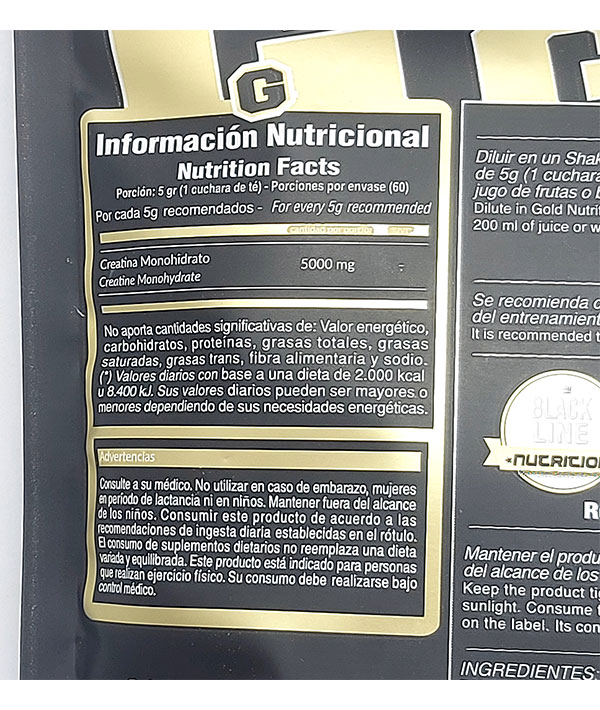 G
Información Nutricional
Nutrition Facts
Porción: 5 gr (1 cuchara de té) - Porciones por envase (60)
Por cada 5g recomendados - For every 5g recommended
Cantidad por porción
Creatina Monohidrato
5000 mg
-
Creatine Monohydrate
No aporta cantidades significativas de: Valor energético,
carbohidratos, proteínas, grasas totales, grasas
saturadas, grasas trans, fibra alimentaria y sodio.
(*) Valores diarios con base a una dieta de 2.000 kcal
u 8.400 kJ. Sus valores diarios pueden ser mayores o
menores dependiendo de sus necesidades energéticas.
Advertencias
Consulte a su médico. No utilizar en caso de embarazo, mujeres
en período de lactancia ni en niños. Mantener fuera del alcance
de los niños. Consumir este producto de acuerdo a las
recomendaciones de ingesta diaria establecidas en el rótulo.
El consumo de suplementos dietarios no reemplaza una dieta
variada y equilibrada. Este producto está indicado para personas
que realizan ejercicio físico. Su consumo debe realizarse bajo
control médico.
Diluir en un Shak
de 5g (1 cuchara
jugo de frutas o
Dilute in Gold Nutri
200 ml of juice or w
Se recomienda
del entrenamient
It is recommended t
BLACK
LINE
NUTRICIO
R
Mantener el produ
del alcance de los
Keep the product tig
sunlight. Consume
on the label. Its con
INGREDIENTES: